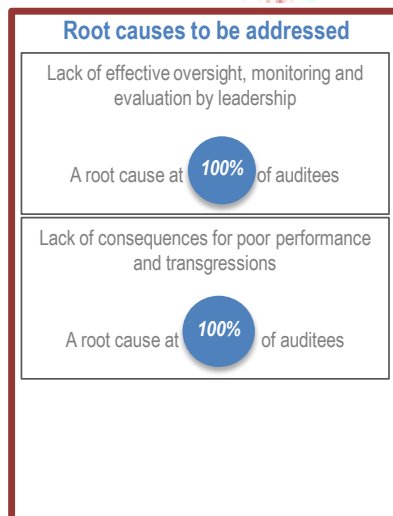 Root causes to be addressed
Lack of effective oversight, monitoring and
evaluation by leadership
A root cause at 100% of auditees
Lack of consequences for poor performance
and transgressions
A root cause at 100% of auditees